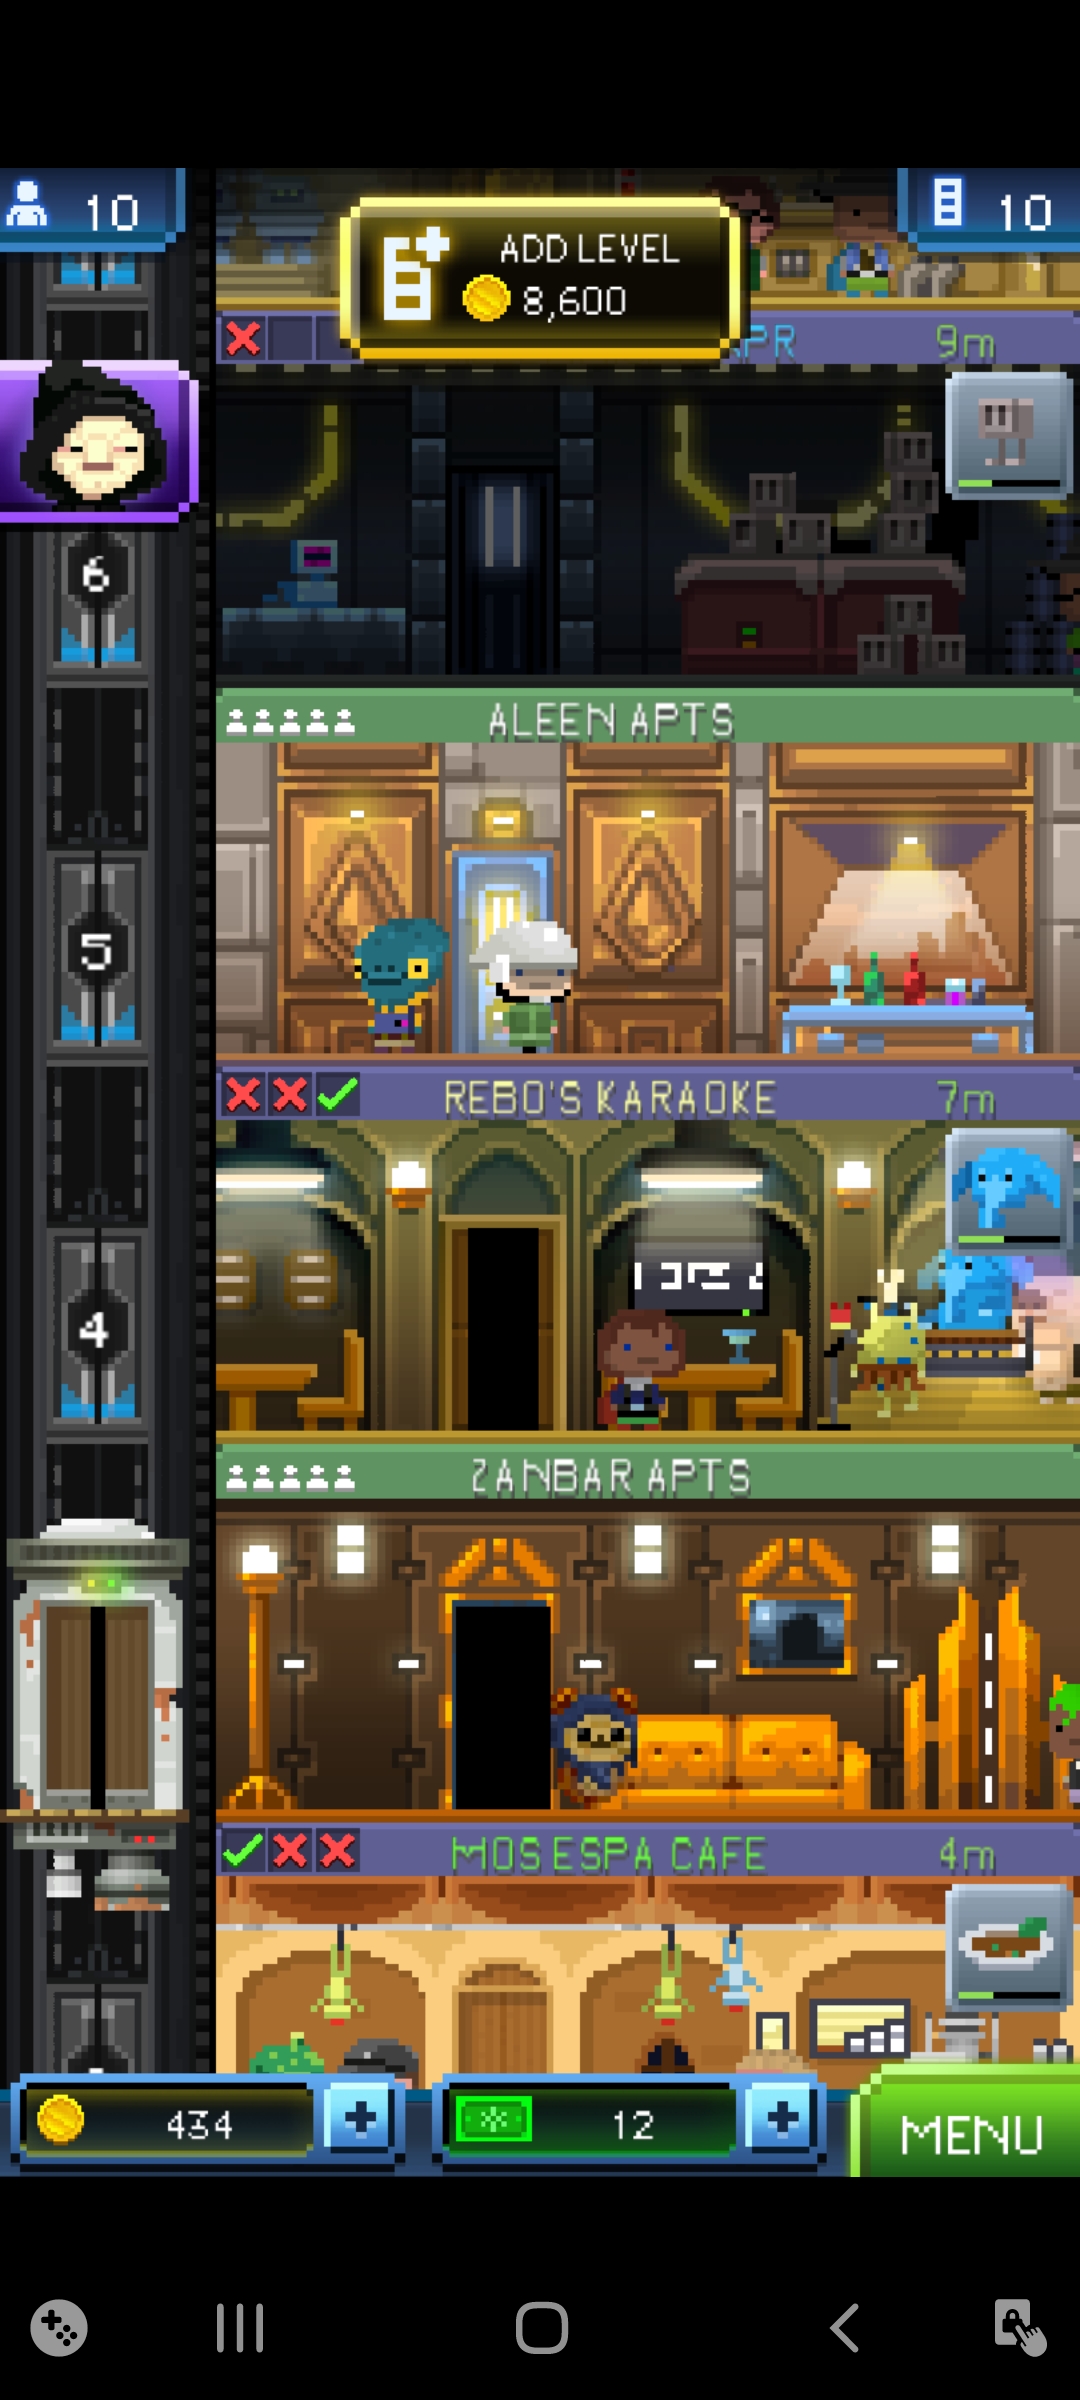 10
10
ADD LEVEL
8,600
PR
9m
6
ALEEN APTS
5
REBO'S KARAOKE
7m
4
ZANBAR APTS
MOS ESPA CAFE
4m
434
12
MENU